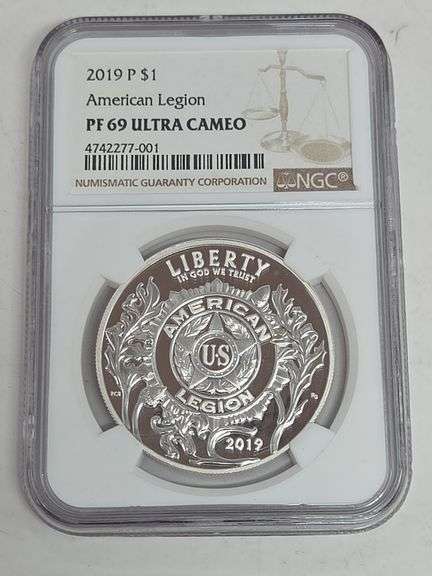 2019 P $1
American Legion
PF 69 ULTRA CAMEO
4742277-001
NUMISMATIC GUARANTY CORPORATION
NGC®
LIBERTY
IN GOD WE TRUST
AMERICAN
U·S
LEGION
2019